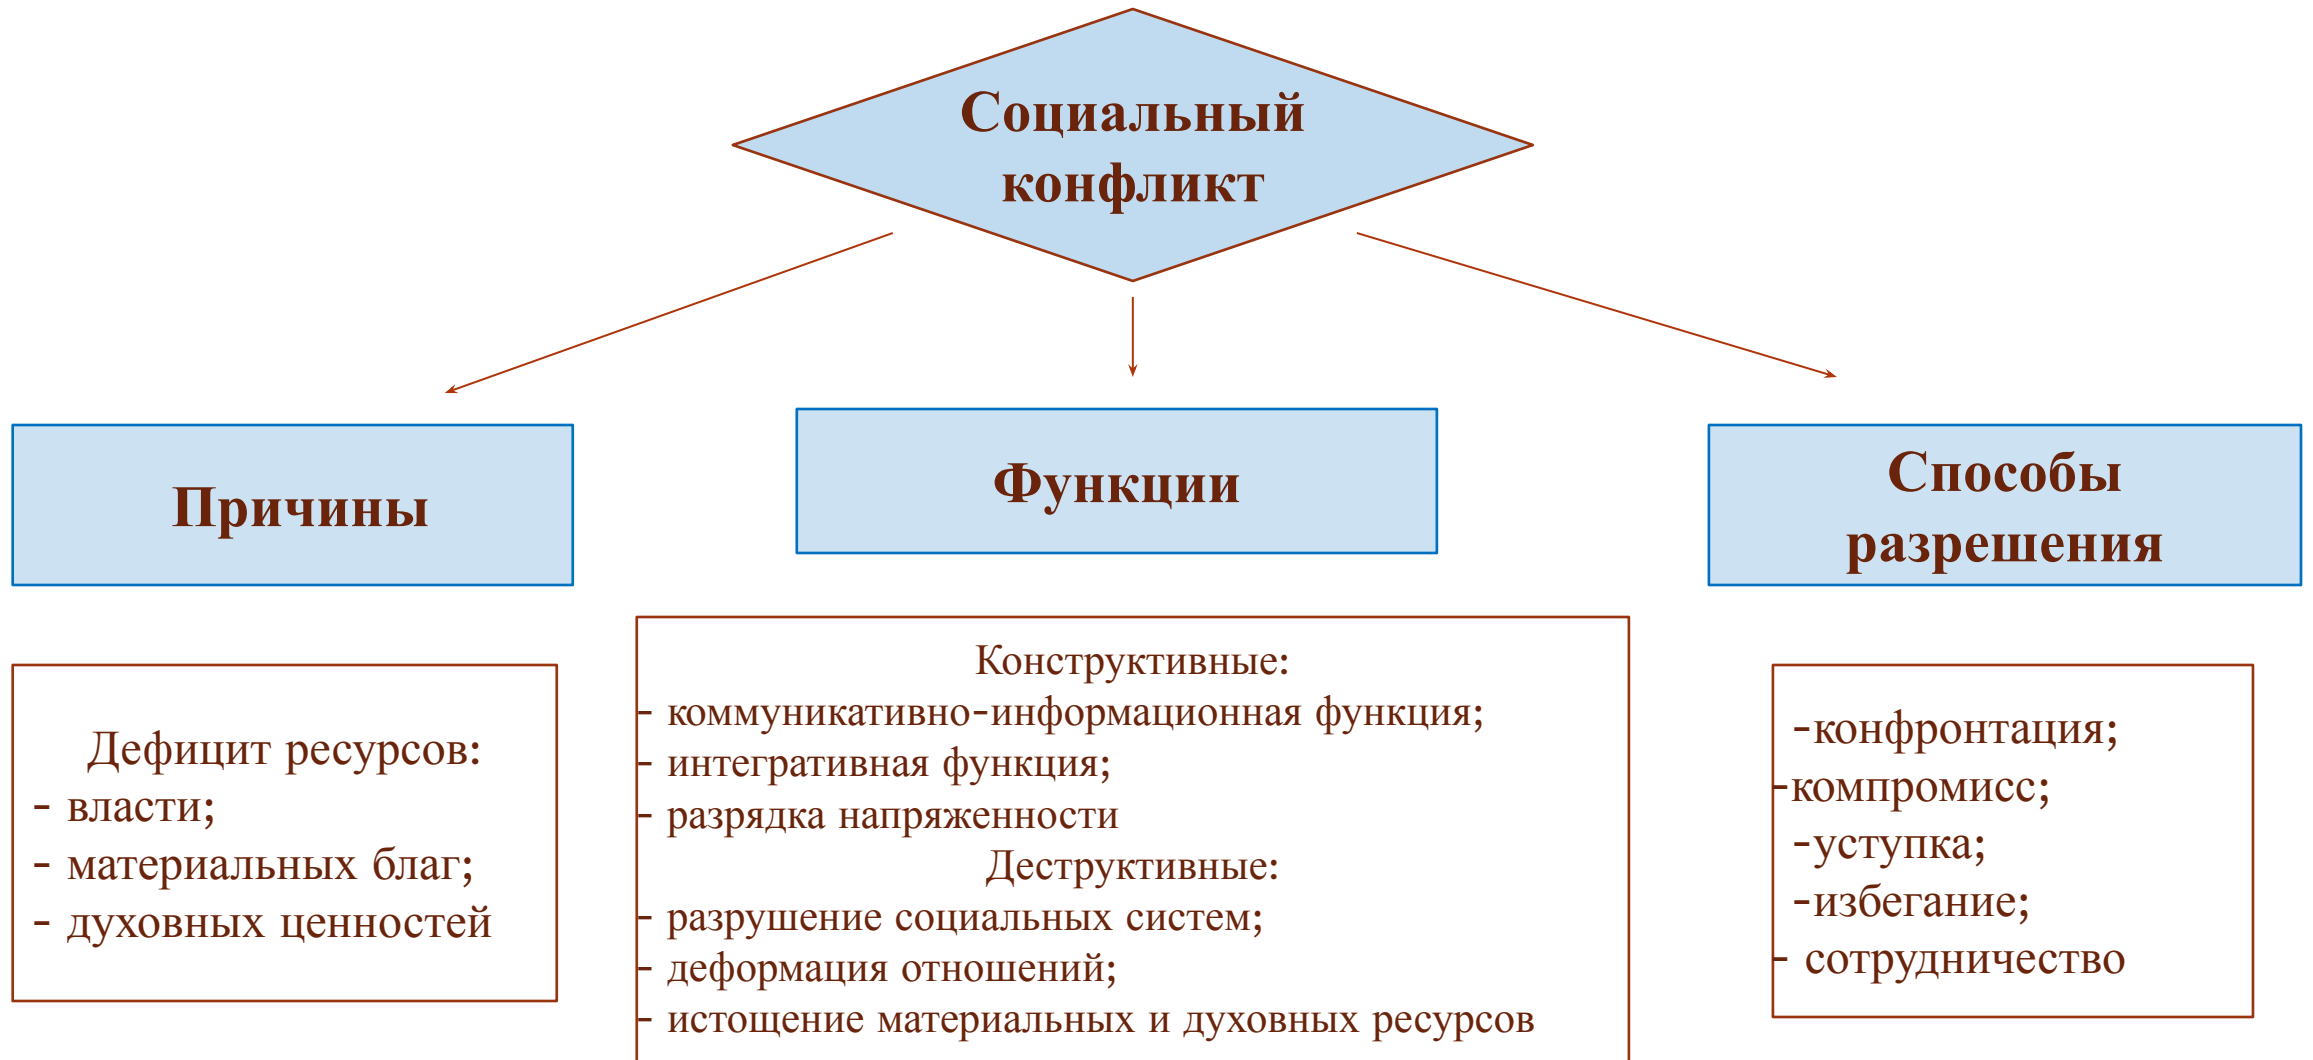 Социальный
конфликт
Причины
Функции
Способы
разрешения
Дефицит ресурсов:
- власти;
- материальных благ;
- духовных ценностей
Конструктивные:
- коммуникативно-информационная функция;
- интегративная функция;
- разрядка напряженности
Деструктивные:
- разрушение социальных систем;
- деформация отношений;
- истощение материальных и духовных ресурсов
-конфронтация;
-компромисс;
-уступка;
-избегание;
- сотрудничество